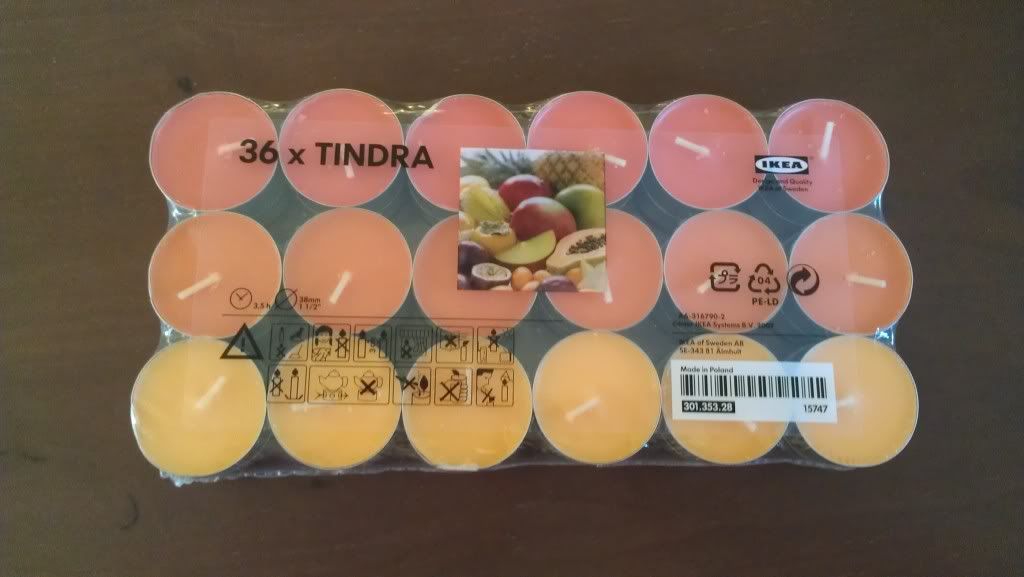 36 x TINDRA
IKEA
Design and Quality
IKEA of Sweden
3,5 h
38mm
1 1/2"
04
PE-LD
AA-316790-2
©Inter IKEA Systems B.V. 2007
IKEA of Sweden AB
SE-343 81 Älmhult
Made in Poland
301.353.28 15747